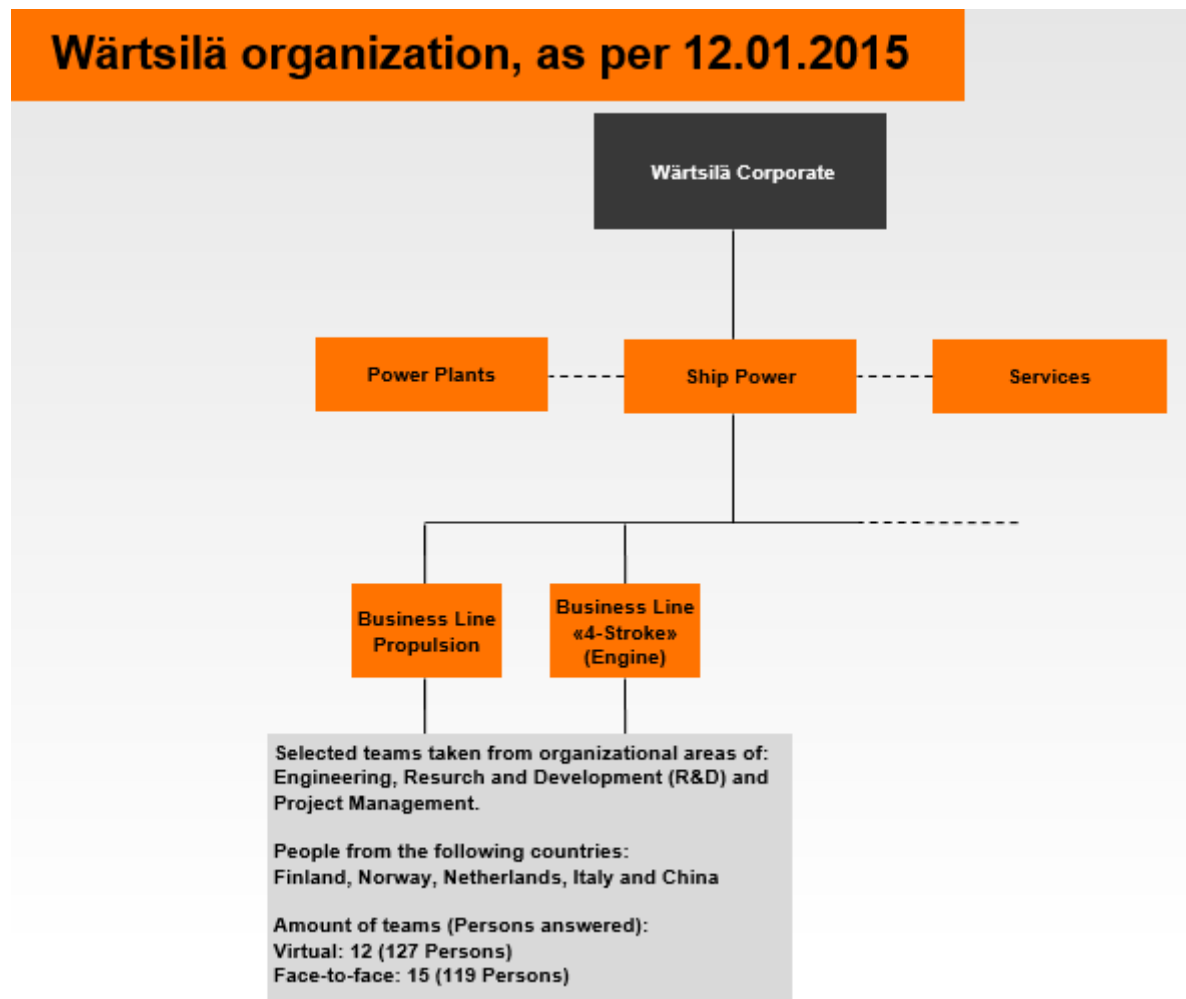 Wärtsilä organization, as per 12.01.2015
Wärtsilä Corporate
Power Plants
Ship Power
Services
Business Line
Propulsion
Business Line
«4-Stroke»
(Engine)
Selected teams taken from organizational areas of:
Engineering, Resurch and Development (R&D) and
Project Management.
People from the following countries:
Finland, Norway, Netherlands, Italy and China
Amount of teams (Persons answered):
Virtual: 12 (127 Persons)
Face-to-face: 15 (119 Persons)